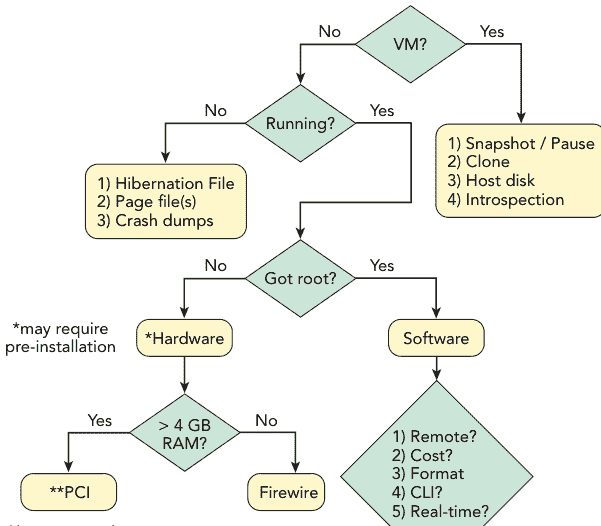 VM?
No
Yes
Running?
No
Yes
1) Snapshot / Pause
2) Clone
3) Host disk
4) Introspection
1) Hibernation File
2) Page file(s)
3) Crash dumps
Got root?
No
Yes
*may require
pre-installation
*Hardware
Software
> 4 GB
RAM?
Yes
No
**PCI
Firewire
1) Remote?
2) Cost?
3) Format
4) CLI?
5) Real-time?